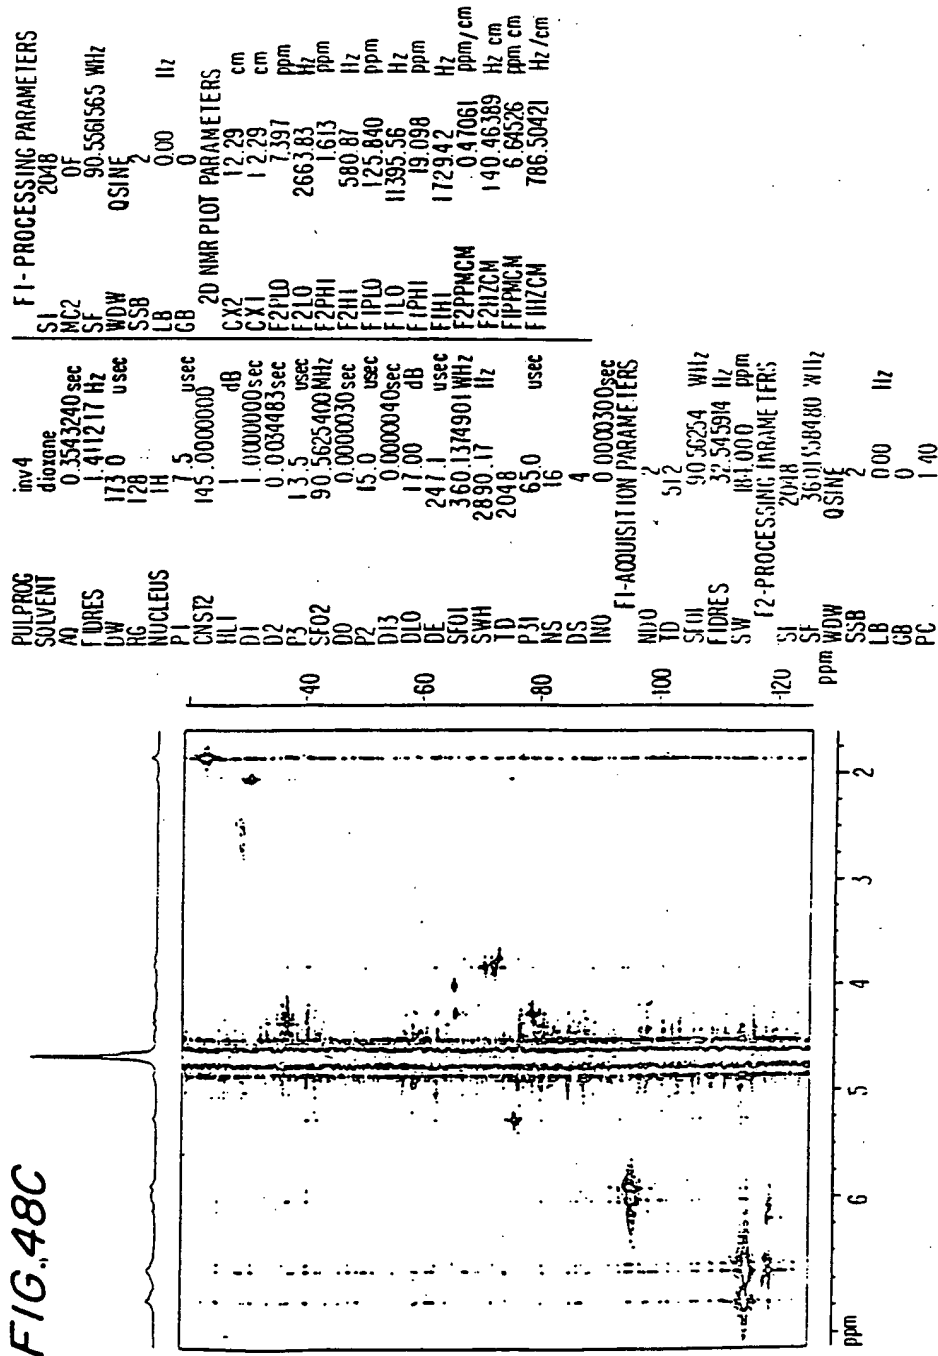 FIG.48C
PULPROG inv4
SOLVENT dioxane
AQ 0.3543240 sec
FIDRES 1.411217 Hz
DW 173.0 usec
RG 128
NUCLEUS 1H
P1 7.5 usec
CNST2 145.0000000
HL1 1 dB
D1 1.0000000 sec
D2 0.0034483 sec
P3 13.5 usec
SFO2 90.5625400 MHz
D0 0.0000030 sec
P2 15.0 usec
D13 0.0000040 sec
DL0 17.00 dB
DE 247.1 usec
SFO1 360.1374901 MHz
SWH 2890.17 Hz
TD 2048
P31 65.0 usec
NS 16
DS 4
IN0 0.0000300 sec
F1-ACQUISITION PARAMETERS
ND0 2
TD 512
SFO1 90.56254 MHz
FIDRES 32.545914 Hz
SW 184.000 ppm
F2-PROCESSING PARAMETERS
SI 2048
SF 360.1358480 MHz
WDW QSINE
SSB 2
LB 0.00 Hz
GB 0
PC 1.40
F1-PROCESSING PARAMETERS
SI 2048
MC2 QF
SF 90.5561565 MHz
WDW QSINE
SSB 2
LB 0.00 Hz
GB 0
2D NMR PLOT PARAMETERS
CX2 12.29 cm
CX1 12.29 cm
F2PLO 7.397 ppm
F2LO 2663.83 Hz
F2PHI 1.613 ppm
F2HI 580.87 Hz
F1PLO 125.840 ppm
F1LO 11395.56 Hz
F1PHI 19.098 ppm
F1HI 1729.42 Hz
F2PPMCM 0.47061 ppm/cm
F2HZCM 140.46389 Hz cm
F1PPMCM 6.64526 ppm cm
F1HZCM 786.50421 Hz/cm
-40
-60
-80
-100
-120
ppm
ppm 6 5 4 3 2